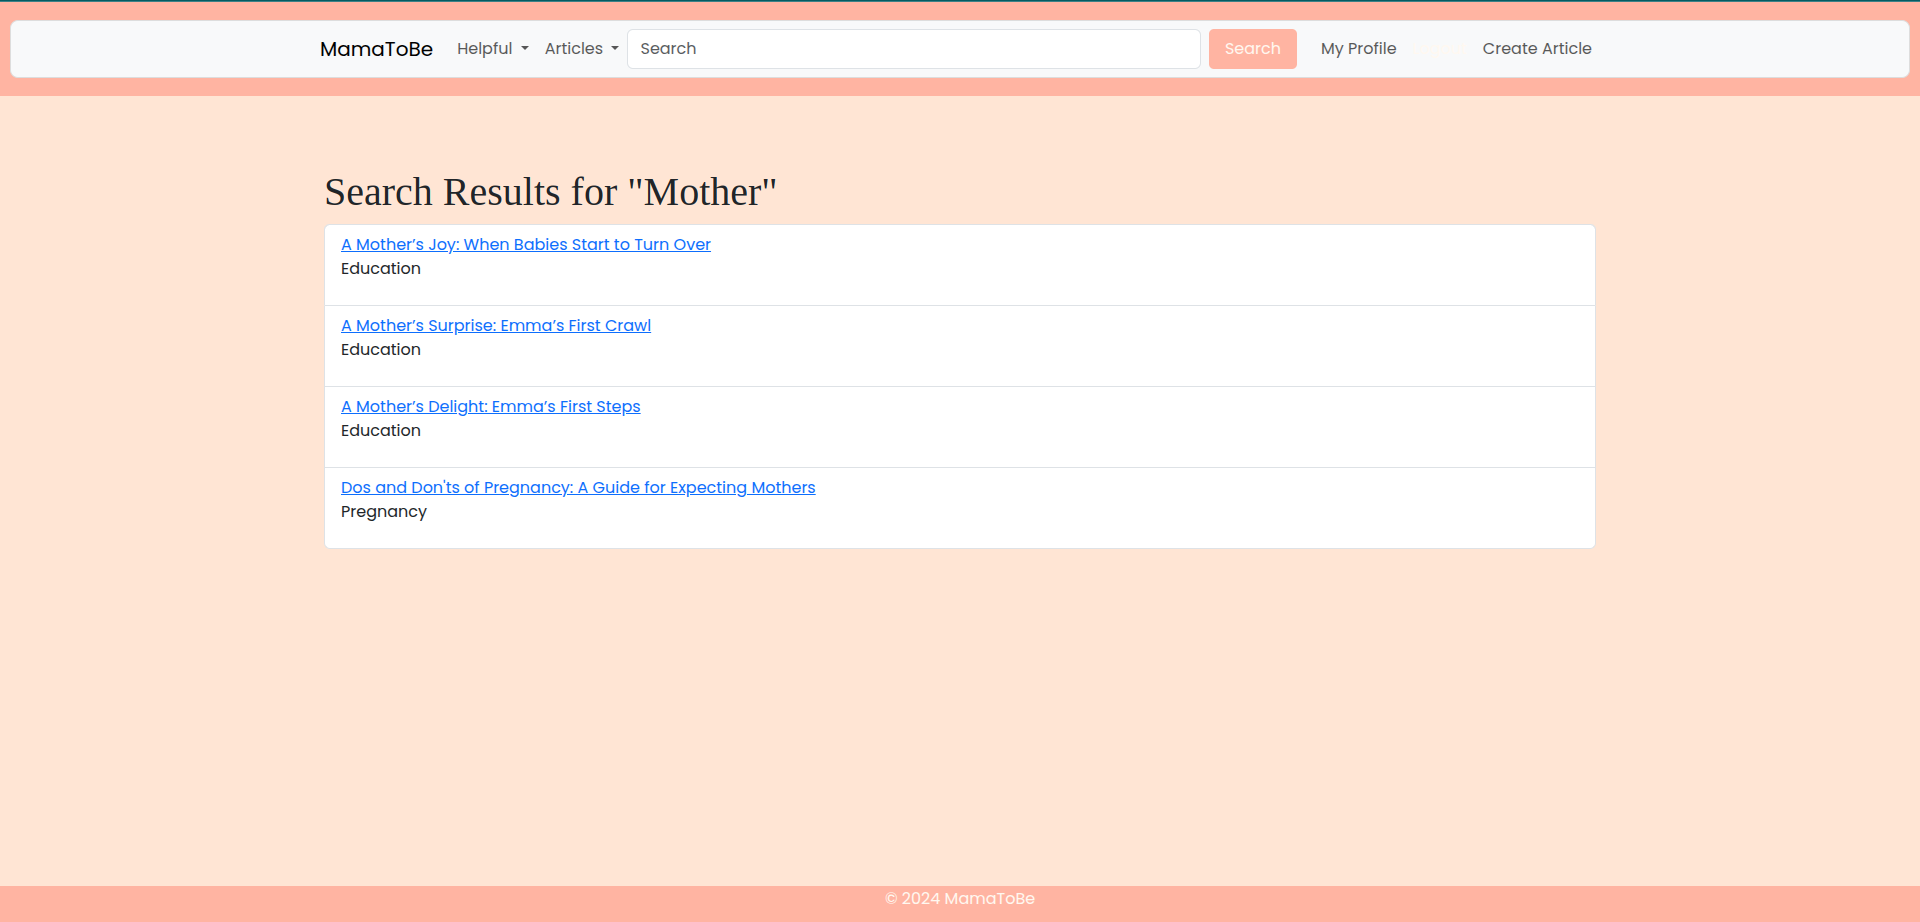 MamaToBe Helpful Articles Search Search My Profile Create Article
Search Results for "Mother"
A Mother’s Joy: When Babies Start to Turn Over
Education
A Mother’s Surprise: Emma’s First Crawl
Education
A Mother’s Delight: Emma’s First Steps
Education
Dos and Don'ts of Pregnancy: A Guide for Expecting Mothers
Pregnancy
© 2024 MamaToBe